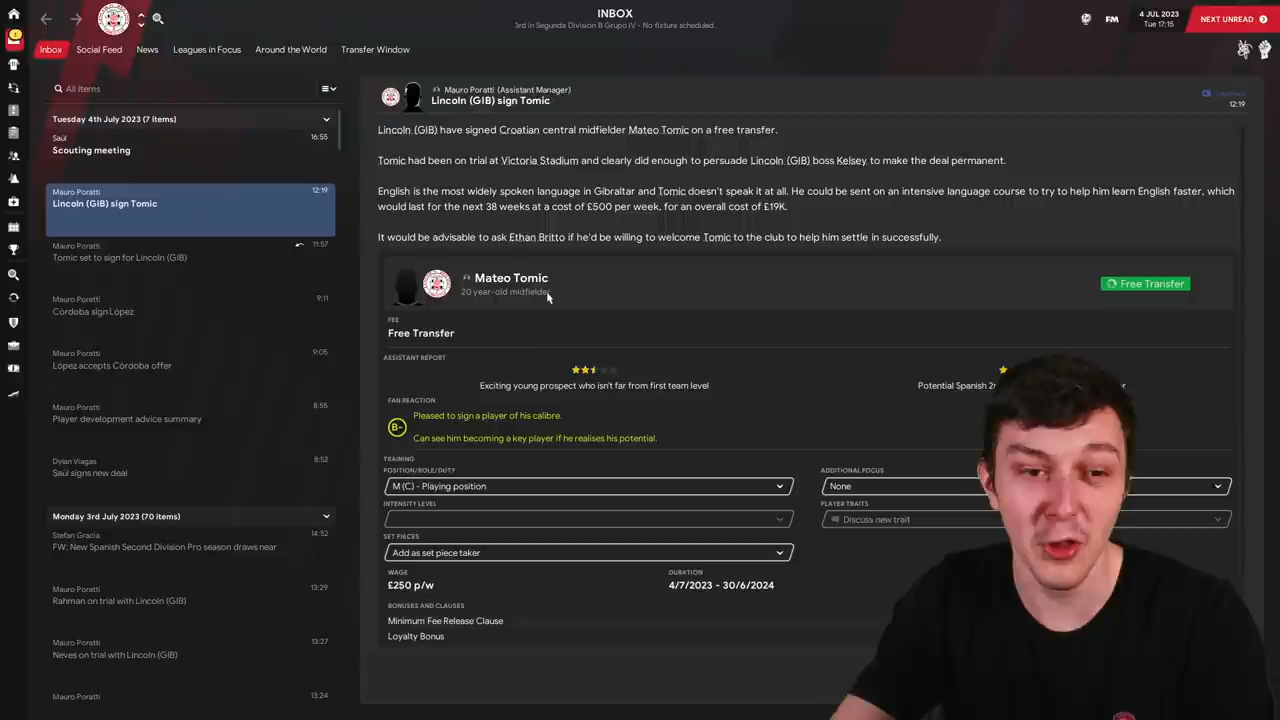 INBOX
3rd in Segunda Division B Grupo IV - No fixture scheduled.
FM
4 JUL 2023
Tue 17:15
NEXT UNREAD
1
Inbox
Social Feed
News
Leagues in Focus
Around the World
Transfer Window
All Items
Tuesday 4th July 2023 (7 items)
Saúl
16:55
Scouting meeting
Mauro Poratti
12:19
Lincoln (GIB) sign Tomic
Mauro Poratti
11:57
Tomic set to sign for Lincoln (GIB)
Mauro Poratti
9:11
Córdoba sign López
Mauro Poratti
9:05
López accepts Córdoba offer
Mauro Poratti
8:55
Player development advice summary
Dylan Viagas
8:52
Saúl signs new deal
Monday 3rd July 2023 (70 items)
Stefan Gracia
14:52
FW: New Spanish Second Division Pro season draws near
Mauro Poratti
13:29
Rahman on trial with Lincoln (GIB)
Mauro Poratti
13:27
Neves on trial with Lincoln (GIB)
Mauro Poratti
13:24
Mauro Poratti (Assistant Manager)
Lincoln (GIB) sign Tomic
Transfers
12:19
Lincoln (GIB) have signed Croatian central midfielder Mateo Tomic on a free transfer.
Tomic had been on trial at Victoria Stadium and clearly did enough to persuade Lincoln (GIB) boss Kelsey to make the deal permanent.
English is the most widely spoken language in Gibraltar and Tomic doesn't speak it at all. He could be sent on an intensive language course to try to help him learn English faster, which
would last for the next 38 weeks at a cost of £500 per week, for an overall cost of £19K.
It would be advisable to ask Ethan Britto if he'd be willing to welcome Tomic to the club to help him settle in successfully.
Mateo Tomic
20 year-old midfielder
Free Transfer
FEE
Free Transfer
ASSISTANT REPORT
Exciting young prospect who isn't far from first team level
Potential Spanish
FAN REACTION
B-
Pleased to sign a player of his calibre.
Can see him becoming a key player if he realises his potential.
TRAINING
POSITION/ROLE/DUTY
ADDITIONAL FOCUS
M (C) - Playing position
None
INTENSITY LEVEL
PLAYER TRAITS
Discuss new trait
SET PIECES
Add as set piece taker
WAGE
DURATION
£250 p/w
4/7/2023 - 30/6/2024
BONUSES AND CLAUSES
Minimum Fee Release Clause
Loyalty Bonus